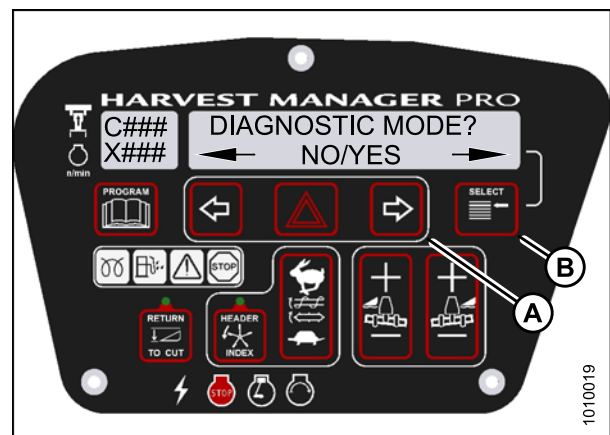 HARVEST MANAGER PRO
C###
X###
n/min
DIAGNOSTIC MODE?
NO/YES
PROGRAM
SELECT
B
A
STOP
RETURN
TO CUT
HEADER
INDEX
STOP
1010019